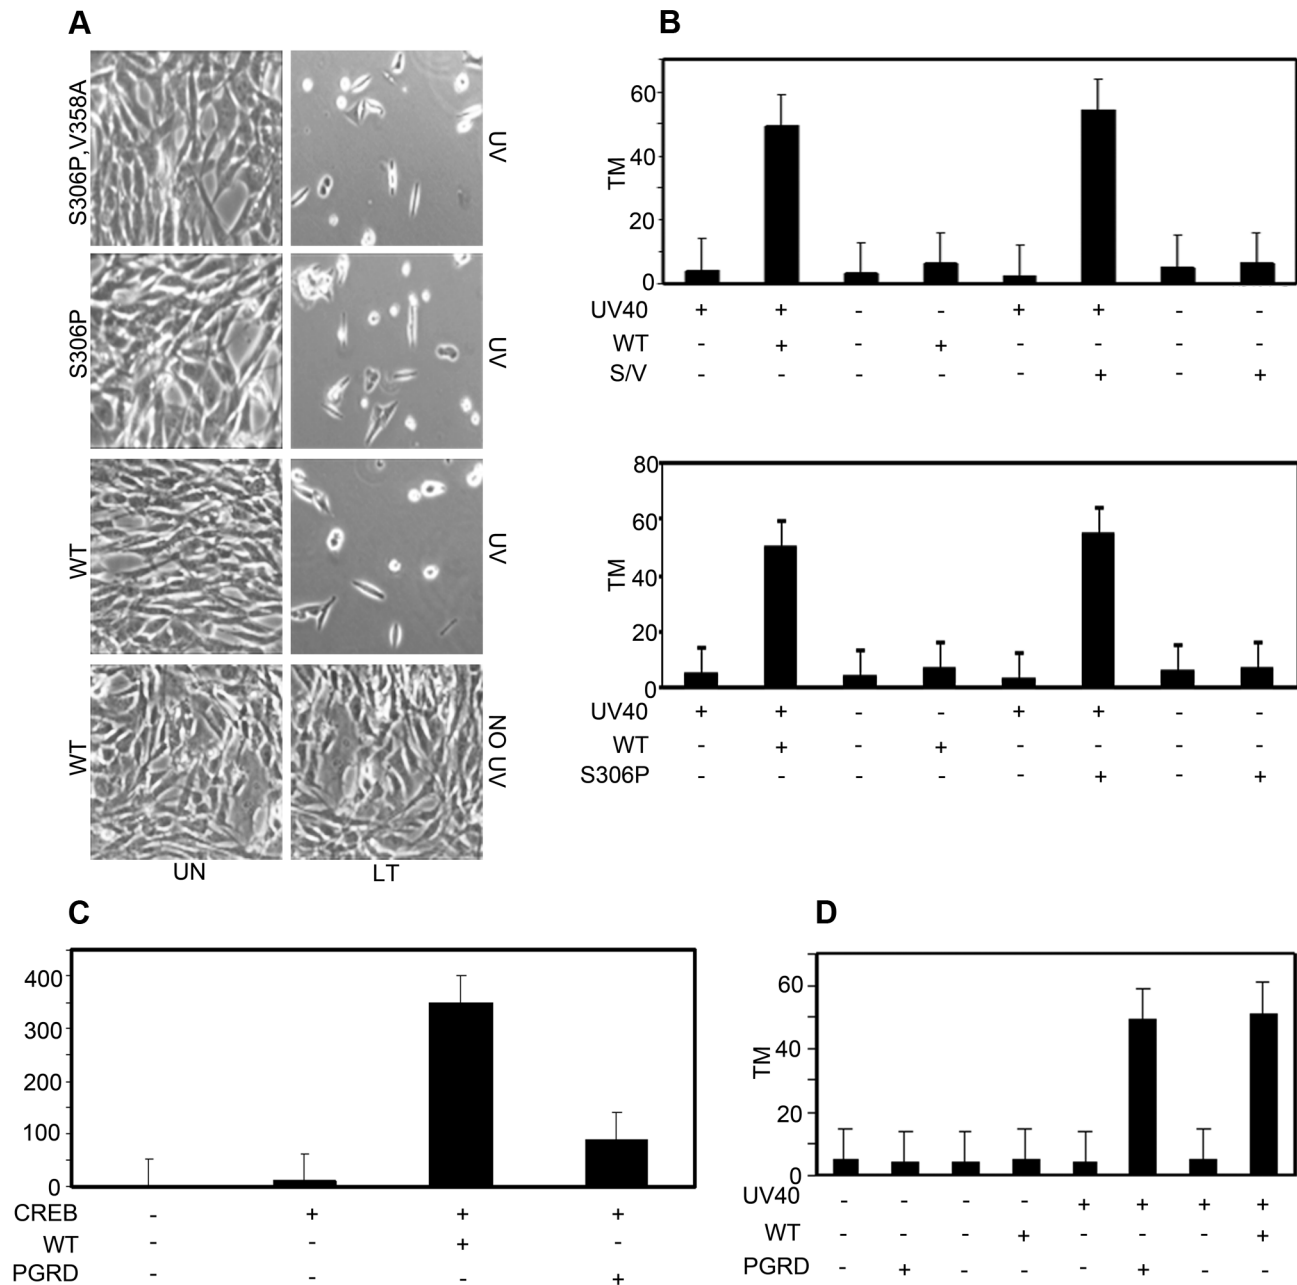 A
S306P,V358A
UV
S306P
UV
WT
UV
WT
NO UV
UN LT
B
TM
60
40
20
0
UV40 + + - - + + - -
WT - + - + - - - -
S/V - - - - - + - +
TM
80
60
40
20
0
UV40 + + - - + + - -
WT - + - + - - - -
S306P - - - - - + - +
C
400
300
200
100
0
CREB - + + +
WT - - + -
PGRD - - - +
D
TM
60
40
20
0
UV40 - - - - + + + +
WT - - - + - - - +
PGRD - + - - - + - -